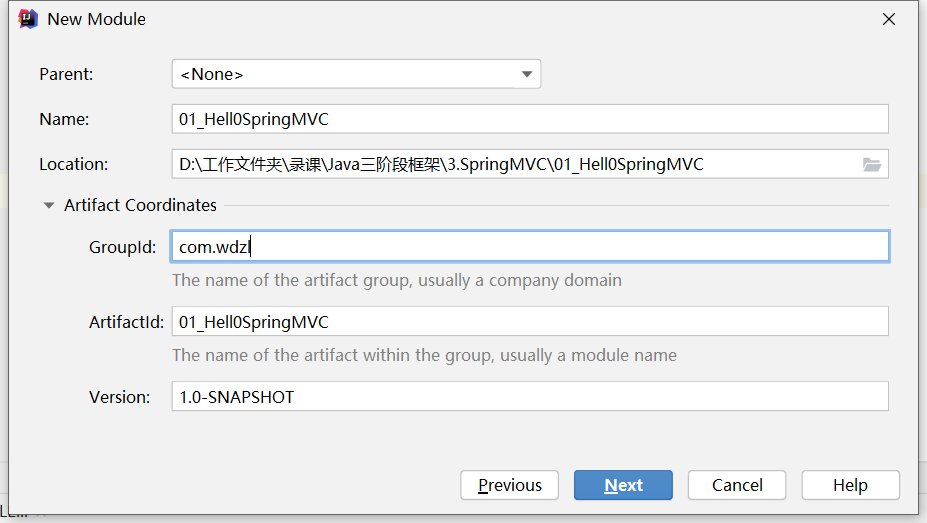 New Module
Parent: <None>
Name: 01_Hell0SpringMVC
Location: D:\工作文件夹\录课\Java三阶段框架\3.SpringMVC\01_Hell0SpringMVC
Artifact Coordinates
GroupId: com.wdzl
The name of the artifact group, usually a company domain
ArtifactId: 01_Hell0SpringMVC
The name of the artifact within the group, usually a module name
Version: 1.0-SNAPSHOT
Previous Next Cancel Help